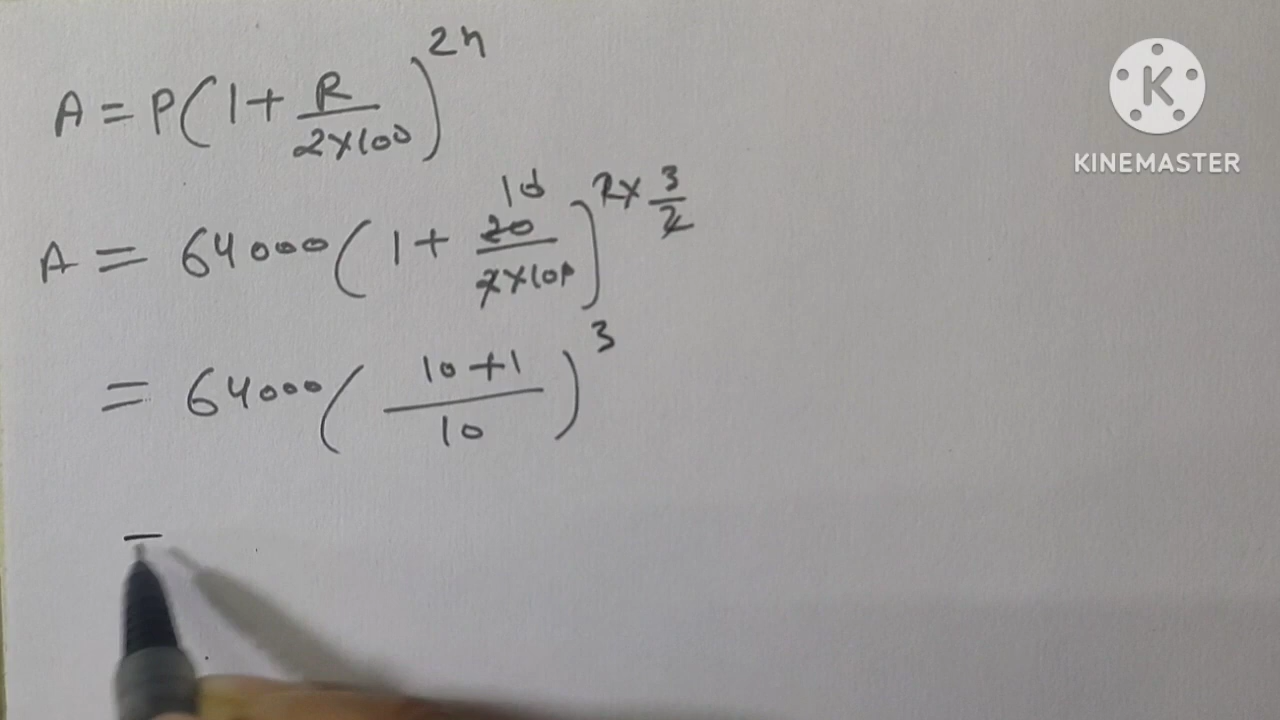 A = P(1 + R/2×100)^2n
K
KINEMASTER
A = 64000(1 + 20/2×100)^2×3/2
10
= 64000(10+1/10)^3
=